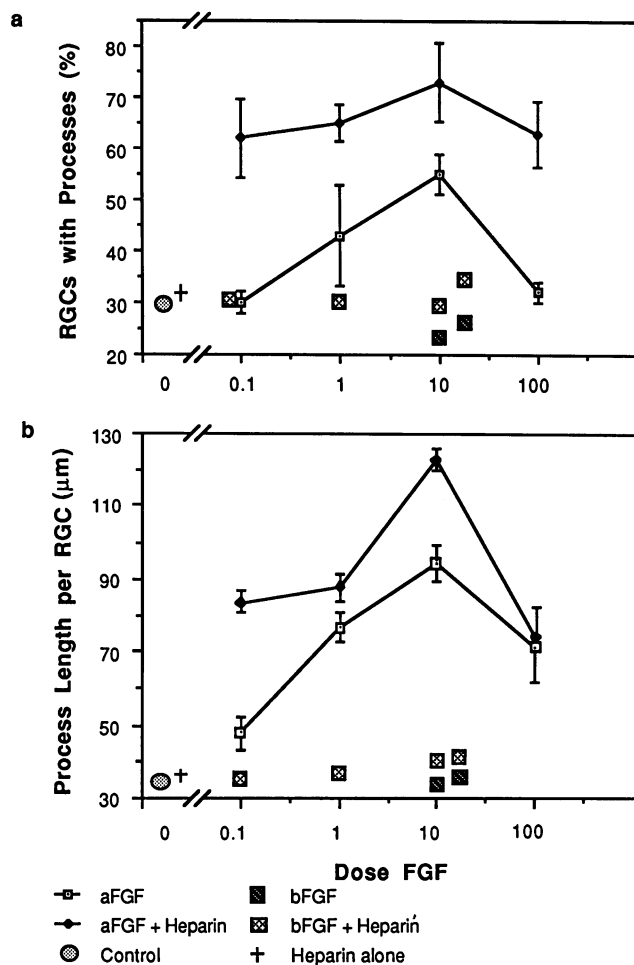 a
RGCs with Processes (%)
80
70
60
50
40
30
20
0
0.1
1
10
100
b
Process Length per RGC (μm)
130
110
90
70
50
30
0
0.1
1
10
100
Dose FGF
aFGF
bFGF
aFGF + Heparin
bFGF + Heparin
Control
Heparin alone